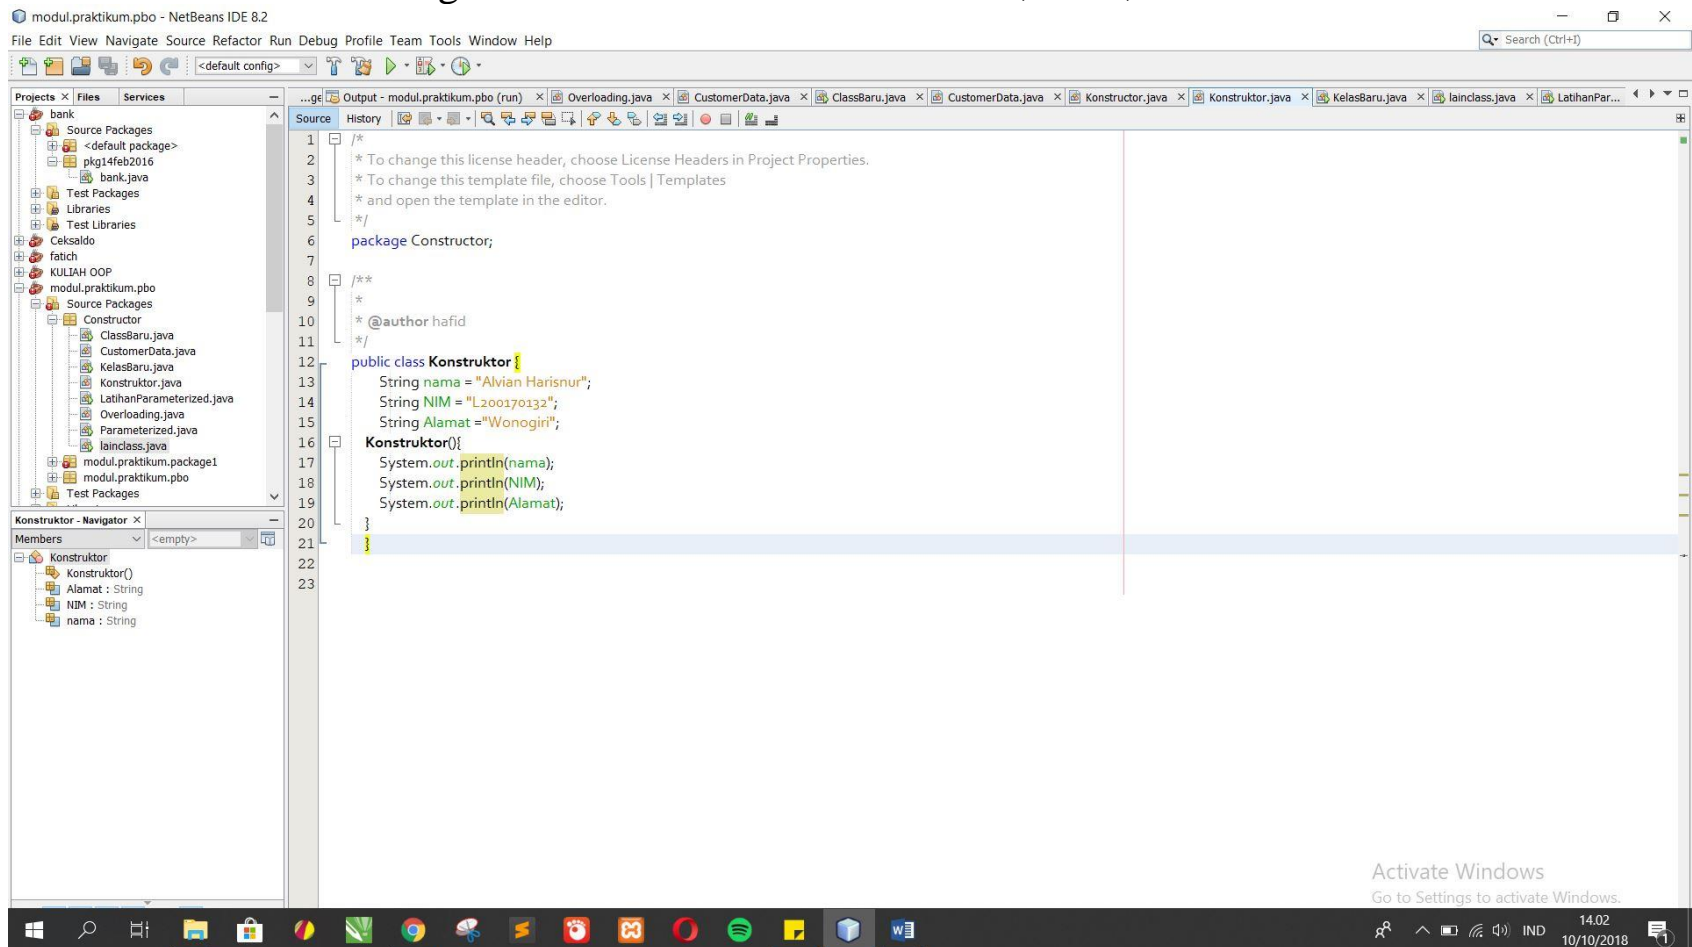 modul.praktikum.pbo - NetBeans IDE 8.2
File Edit View Navigate Source Refactor Run Debug Profile Team Tools Window Help
Search (Ctrl+I)
<default config>
Projects Files Services
bank
Source Packages
<default package>
pkg14feb2016
bank.java
Test Packages
Libraries
Test Libraries
Ceksaldo
fatich
KULIAH OOP
modul.praktikum.pbo
Source Packages
Constructor
ClassBaru.java
CustomerData.java
KelasBaru.java
Konstruktor.java
LatihanParameterized.java
Overloading.java
Parameterized.java
lainclass.java
modul.praktikum.package1
modul.praktikum.pbo
Test Packages
Konstruktor - Navigator
Members <empty>
Konstruktor
Konstruktor()
Alamat : String
NIM : String
nama : String
...ge Output - modul.praktikum.pbo (run) Overloading.java CustomerData.java ClassBaru.java CustomerData.java Konstructor.java Konstruktor.java KelasBaru.java lainclass.java LatihanPar...
Source History
1 /*
2 * To change this license header, choose License Headers in Project Properties.
3 * To change this template file, choose Tools | Templates
4 * and open the template in the editor.
5 */
6 package Constructor;
7
8 /**
9 *
10 * @author hafid
11 */
12 public class Konstruktor {
13 String nama = "Alvian Harisnur";
14 String NIM = "L200170132";
15 String Alamat ="Wonogiri";
16 Konstruktor(){
17 System.out.println(nama);
18 System.out.println(NIM);
19 System.out.println(Alamat);
20 }
21 }
22
23
Activate Windows
Go to Settings to activate Windows.
IND
14.02
10/10/2018